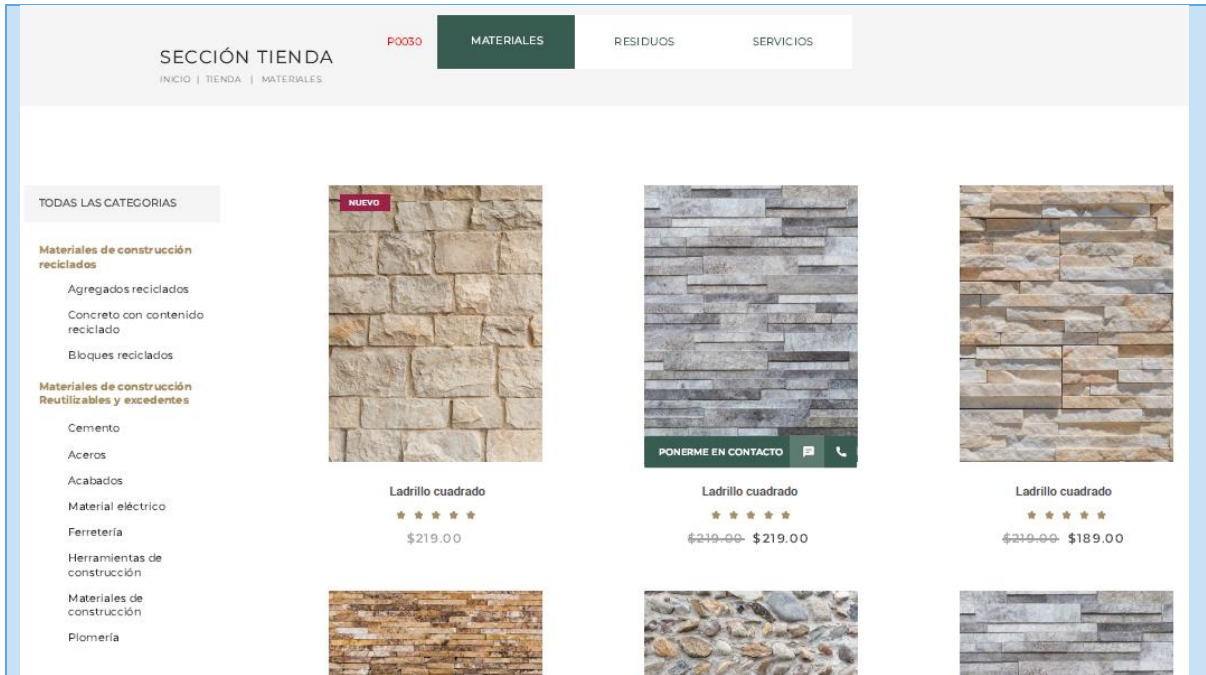 SECCIÓN TIENDA
INICIO | TIENDA | MATERIALES
P0030
MATERIALES
RESIDUOS
SERVICIOS
TODAS LAS CATEGORIAS
Materiales de construcción
reciclados
Agregados reciclados
Concreto con contenido
reciclado
Bloques reciclados
Materiales de construcción
Reutilizables y excedentes
Cemento
Aceros
Acabados
Material eléctrico
Ferretería
Herramientas de
construcción
Materiales de
construcción
Plomería
NUEVO
Ladrillo cuadrado
$219.00
PONERME EN CONTACTO
Ladrillo cuadrado
$219.00 $219.00
Ladrillo cuadrado
$219.00 $189.00